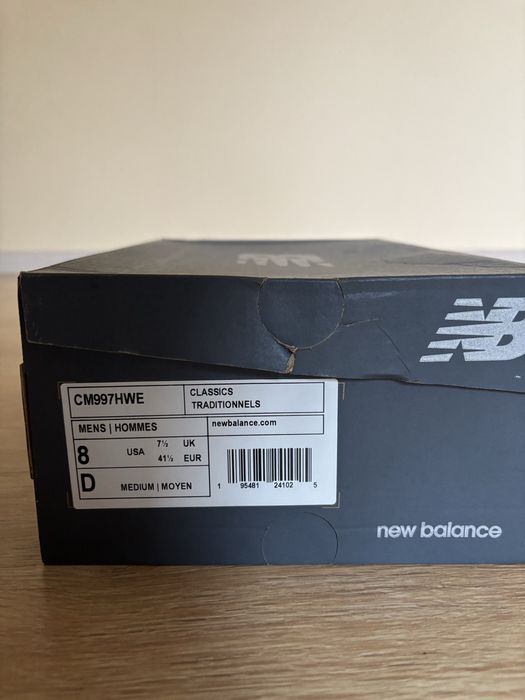 NB
CM997HWE
CLASSICS
TRADITIONNELS
MENS | HOMMES
newbalance.com
8 USA 7½ UK
41½ EUR
D MEDIUM | MOYEN
1 95481 24102 5
new balance